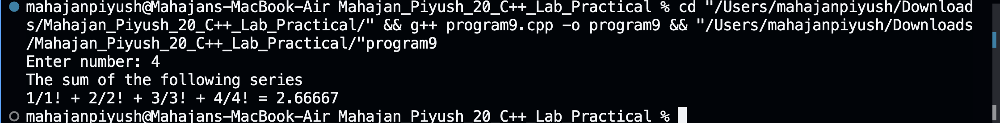 mahajanpiyush@Mahajans-MacBook-Air Mahajan_Piyush_20_C++_Lab_Practical % cd "/Users/mahajanpiyush/Download
s/Mahajan_Piyush_20_C++_Lab_Practical/" && g++ program9.cpp -o program9 && "/Users/mahajanpiyush/Downloads
/Mahajan_Piyush_20_C++_Lab_Practical/"program9
Enter number: 4
The sum of the following series
1/1! + 2/2! + 3/3! + 4/4! = 2.66667
mahajanpiyush@Mahajans-MacBook-Air Mahajan_Piyush_20_C++_Lab_Practical %